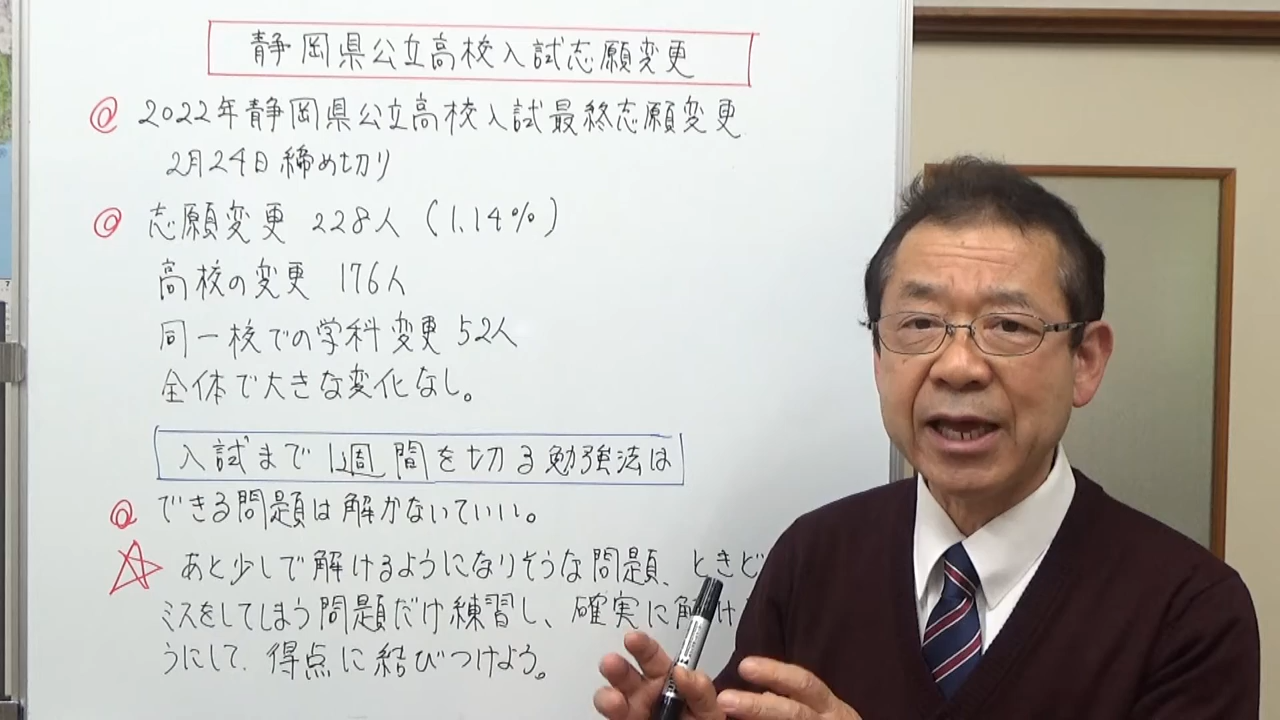 静岡県公立高校入試志願変更
@ 2022年静岡県公立高校入試最終志願変更
2月24日締め切り
@ 志願変更 228人 (1.14%)
高校の変更 176人
同一校での学科変更 52人
全体で大きな変化なし。
入試まで1週間を切る勉強法は
@ できる問題は解かないていい。
☆ あと少しで解けるようになりそうな問題、ときど
ミスをしてしまう問題だけ練習し、確実に解け
うにして、得点に結びつけよう。